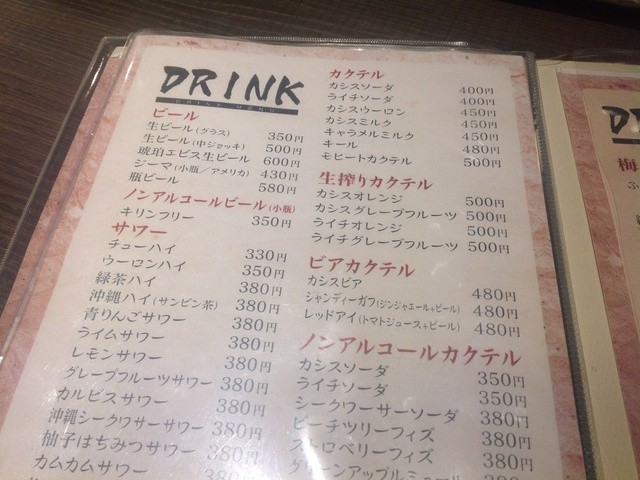 DRINK
DRINK MENU
ビール
生ビール(グラス) 350円
生ビール(中ジョッキ) 500円
琥珀ヱビス生ビール 600円
ジーマ(小瓶/アメリカ) 430円
瓶ビール 580円
ノンアルコールビール(小瓶)
キリンフリー 350円
サワー
チューハイ 330円
ウーロンハイ 350円
緑茶ハイ 380円
沖縄ハイ(サンピン茶) 380円
青りんごサワー 380円
ライムサワー 380円
レモンサワー 380円
グレープフルーツサワー 380円
カルピスサワー 380円
沖縄シークワサーサワー 380円
柚子はちみつサワー 380円
カムカムサワー 380円
カクテル
カシスソーダ 400円
ライチソーダ 400円
カシスウーロン 450円
カシスミルク 450円
キャラメルミルク 450円
キール 480円
モヒートカクテル 500円
生搾りカクテル
カシスオレンジ 500円
カシスグレープフルーツ 500円
ライチオレンジ 500円
ライチグレープフルーツ 500円
ビアカクテル
カシスビア 480円
シャンディーガフ(ジンジャエール+ビール) 480円
レッドアイ(トマトジュース+ビール) 480円
ノンアルコールカクテル
カシスソーダ 350円
ライチソーダ 350円
シークワーサーソーダ 380円
ピーチツリーフィズ 380円
ストロベリーフィズ 380円
グリーンアップルミュール 380円
D
梅